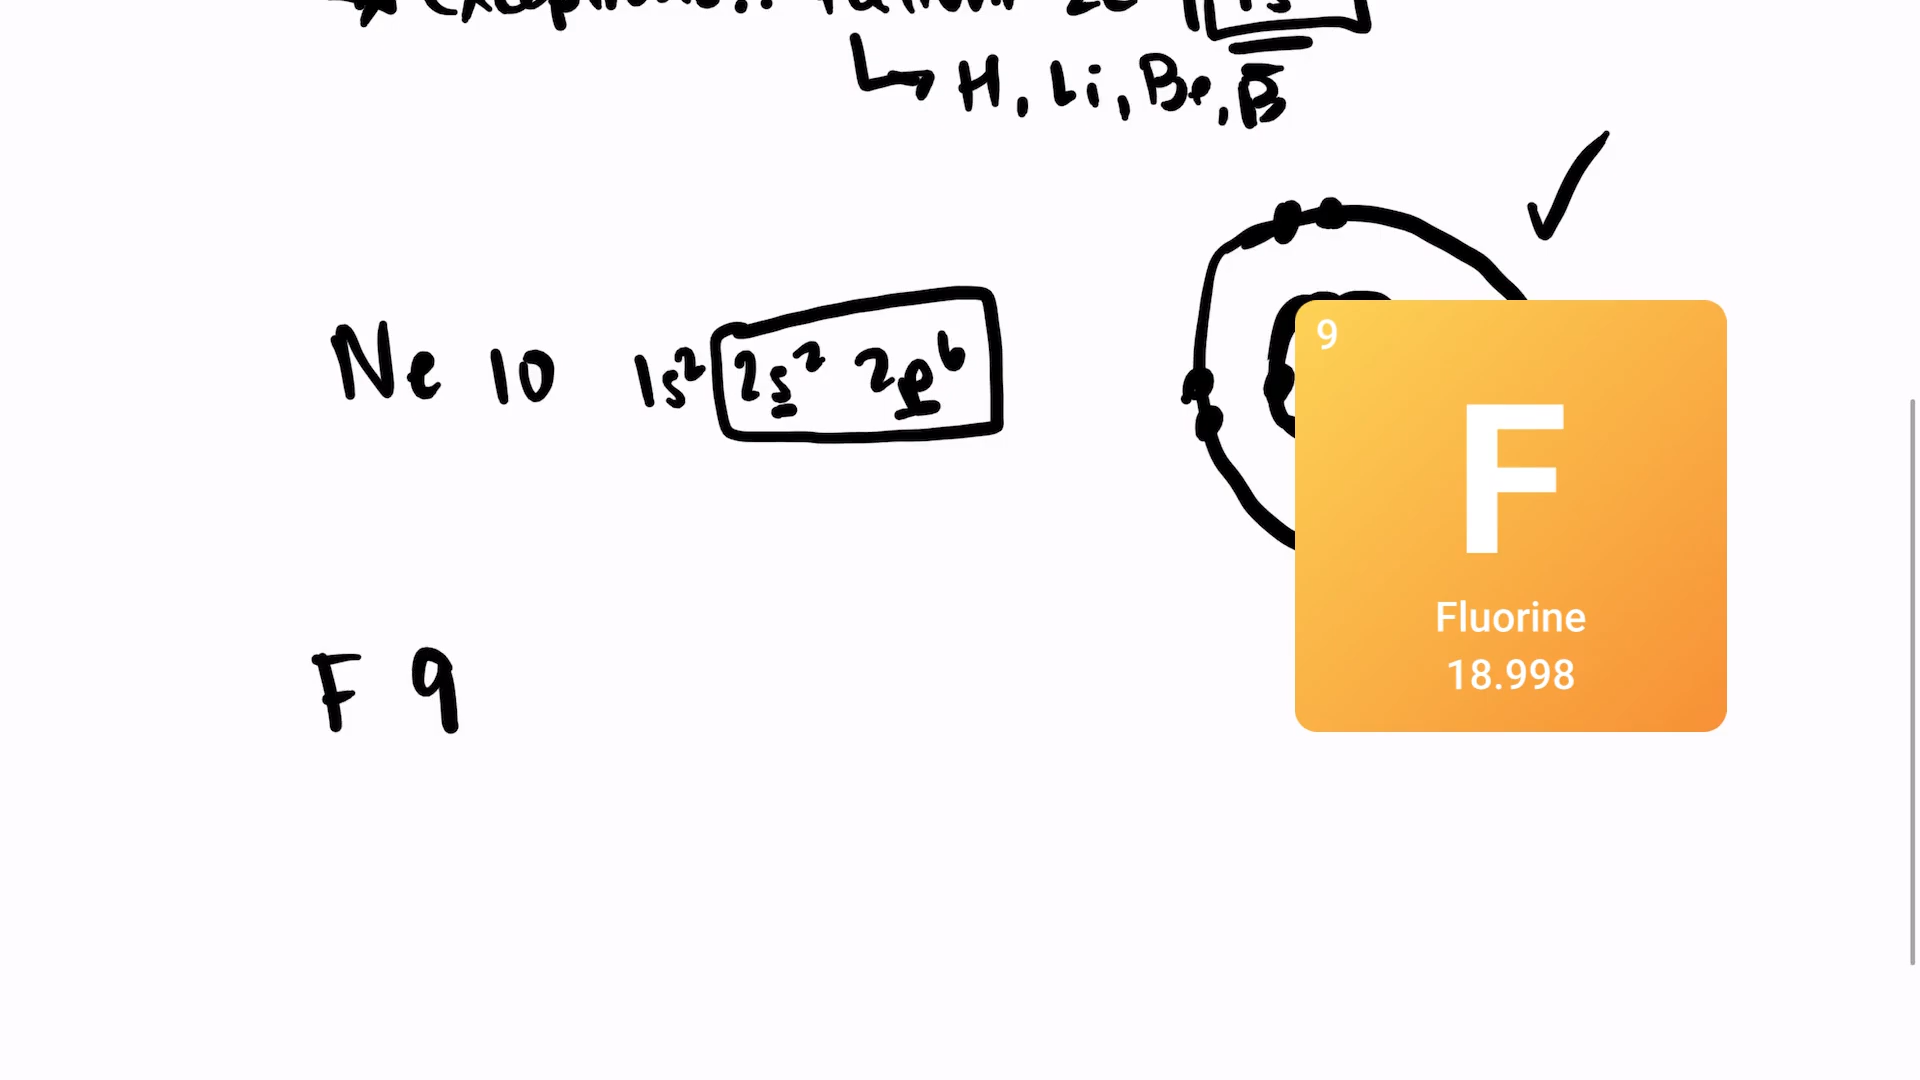 H, Li, Be, B
Ne 10 1s² 2s² 2p⁶
9
F
Fluorine
18.998
F 9